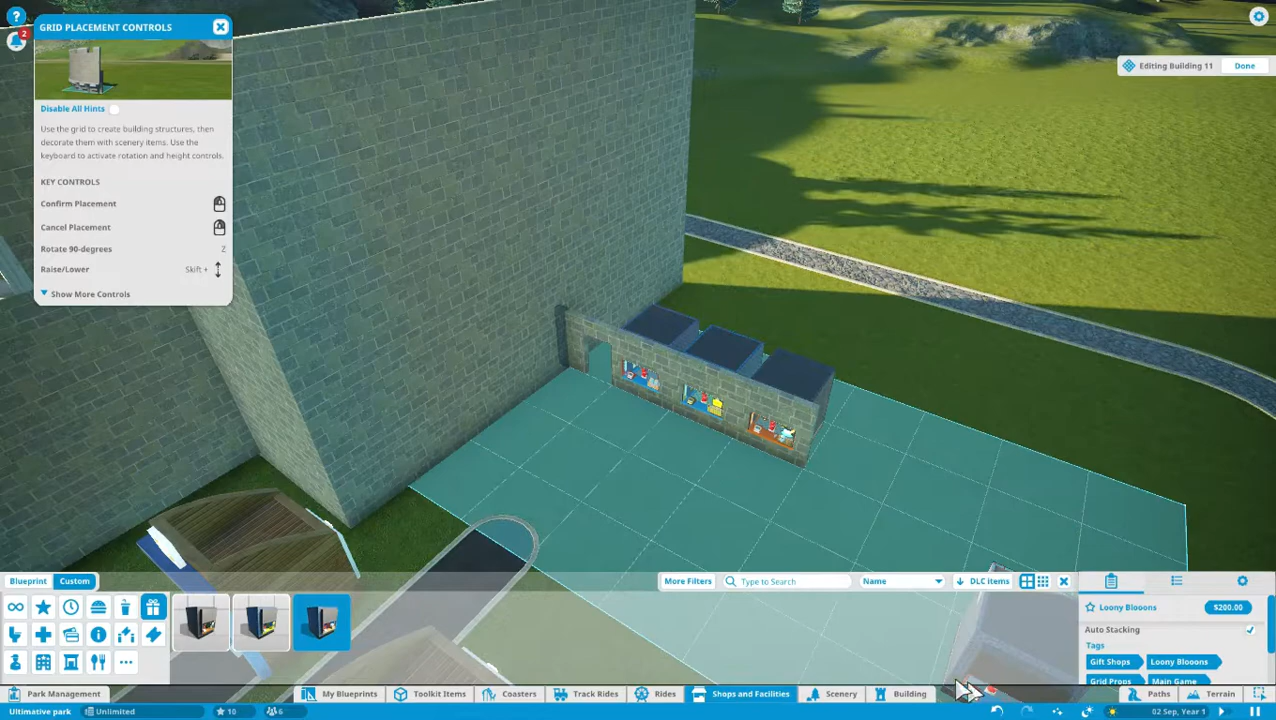 ?
2
GRID PLACEMENT CONTROLS
Disable All Hints
Use the grid to create building structures, then
decorate them with scenery items. Use the
keyboard to activate rotation and height controls.
KEY CONTROLS
Confirm Placement
Cancel Placement
Rotate 90-degrees Z
Raise/Lower Skift +
Show More Controls
Editing Building 11 Done
Blueprint Custom
More Filters Type to Search Name DLC items
Loony Blooons $200.00
Auto Stacking
Tags
Gift Shops Loony Blooons
Grid Props Main Game
Park Management My Blueprints Toolkit Items Coasters Track Rides Rides Shops and Facilities Scenery Building Paths Terrain
Ultimative park Unlimited 10 6 02 Sep, Year 1